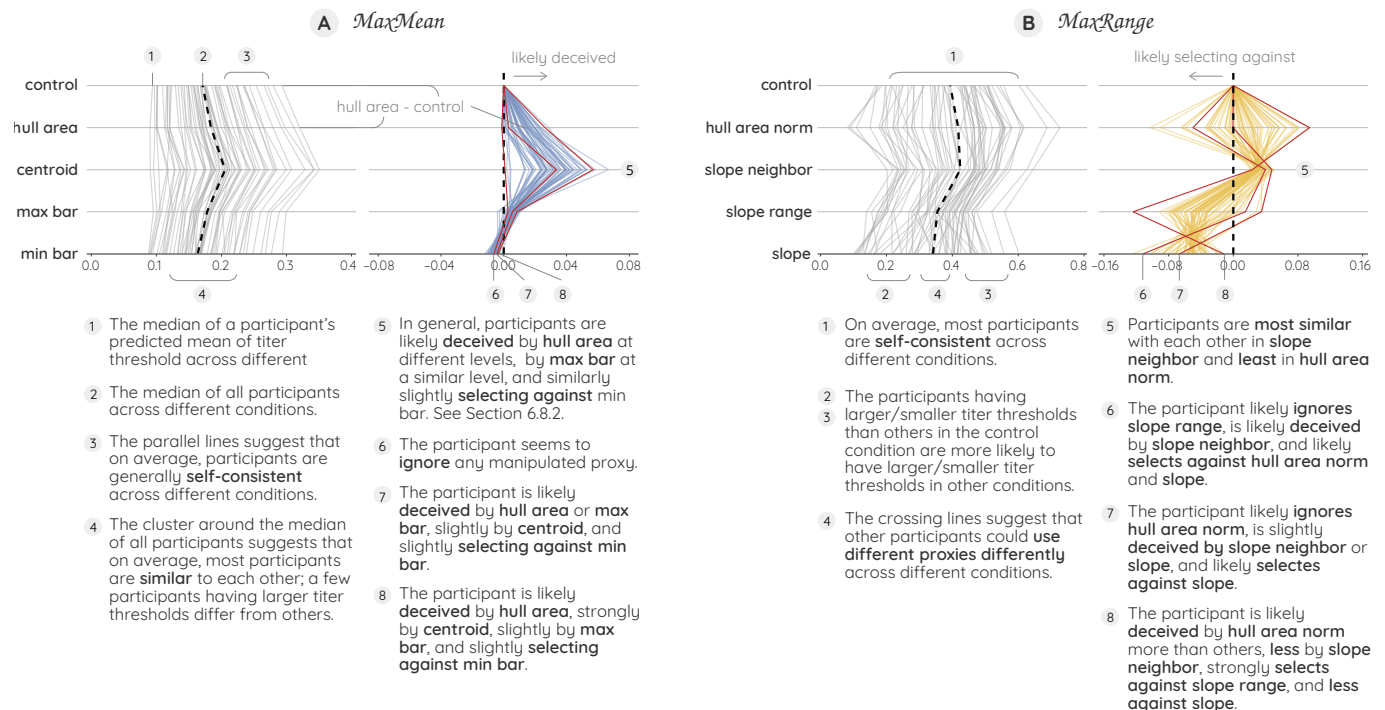 A MaxMean
1 2 3 likely deceived
control
hull area - control
hull area
centroid
5
max bar
min bar
0.0 0.1 0.2 0.3 0.4 −0.08 −0.04 0.00 0.04 0.08
4 6 7 8
1 The median of a participant's
predicted mean of titer
threshold across different
2 The median of all participants
across different conditions.
3 The parallel lines suggest that
on average, participants are
generally self-consistent
across different conditions.
4 The cluster around the median
of all participants suggests that
on average, most participants
are similar to each other; a few
participants having larger titer
thresholds differ from others.
5 In general, participants are
likely deceived by hull area at
different levels, by max bar at
a similar level, and similarly
slightly selecting against min
bar. See Section 6.8.2.
6 The participant seems to
ignore any manipulated proxy.
7 The participant is likely
deceived by hull area or max
bar, slightly by centroid, and
slightly selecting against min
bar.
8 The participant is likely
deceived by hull area, strongly
by centroid, slightly by max
bar, and slightly selecting
against min bar.
B MaxRange
1 likely selecting against
control
hull area norm
slope neighbor
5
slope range
slope
0.0 0.2 0.4 0.6 0.8 −0.16 −0.08 0.00 0.08 0.16
2 4 3 6 7 8
1 On average, most participants
are self-consistent across
different conditions.
2 The participants having
3 larger/smaller titer thresholds
than others in the control
condition are more likely to
have larger/smaller titer
thresholds in other conditions.
4 The crossing lines suggest that
other participants could use
different proxies differently
across different conditions.
5 Participants are most similar
with each other in slope
neighbor and least in hull area
norm.
6 The participant likely ignores
slope range, is likely deceived
by slope neighbor, and likely
selects against hull area norm
and slope.
7 The participant likely ignores
hull area norm, is slightly
deceived by slope neighbor or
slope, and likely selectes
against slope.
8 The participant is likely
deceived by hull area norm
more than others, less by slope
neighbor, strongly selects
against slope range, and less
against slope.